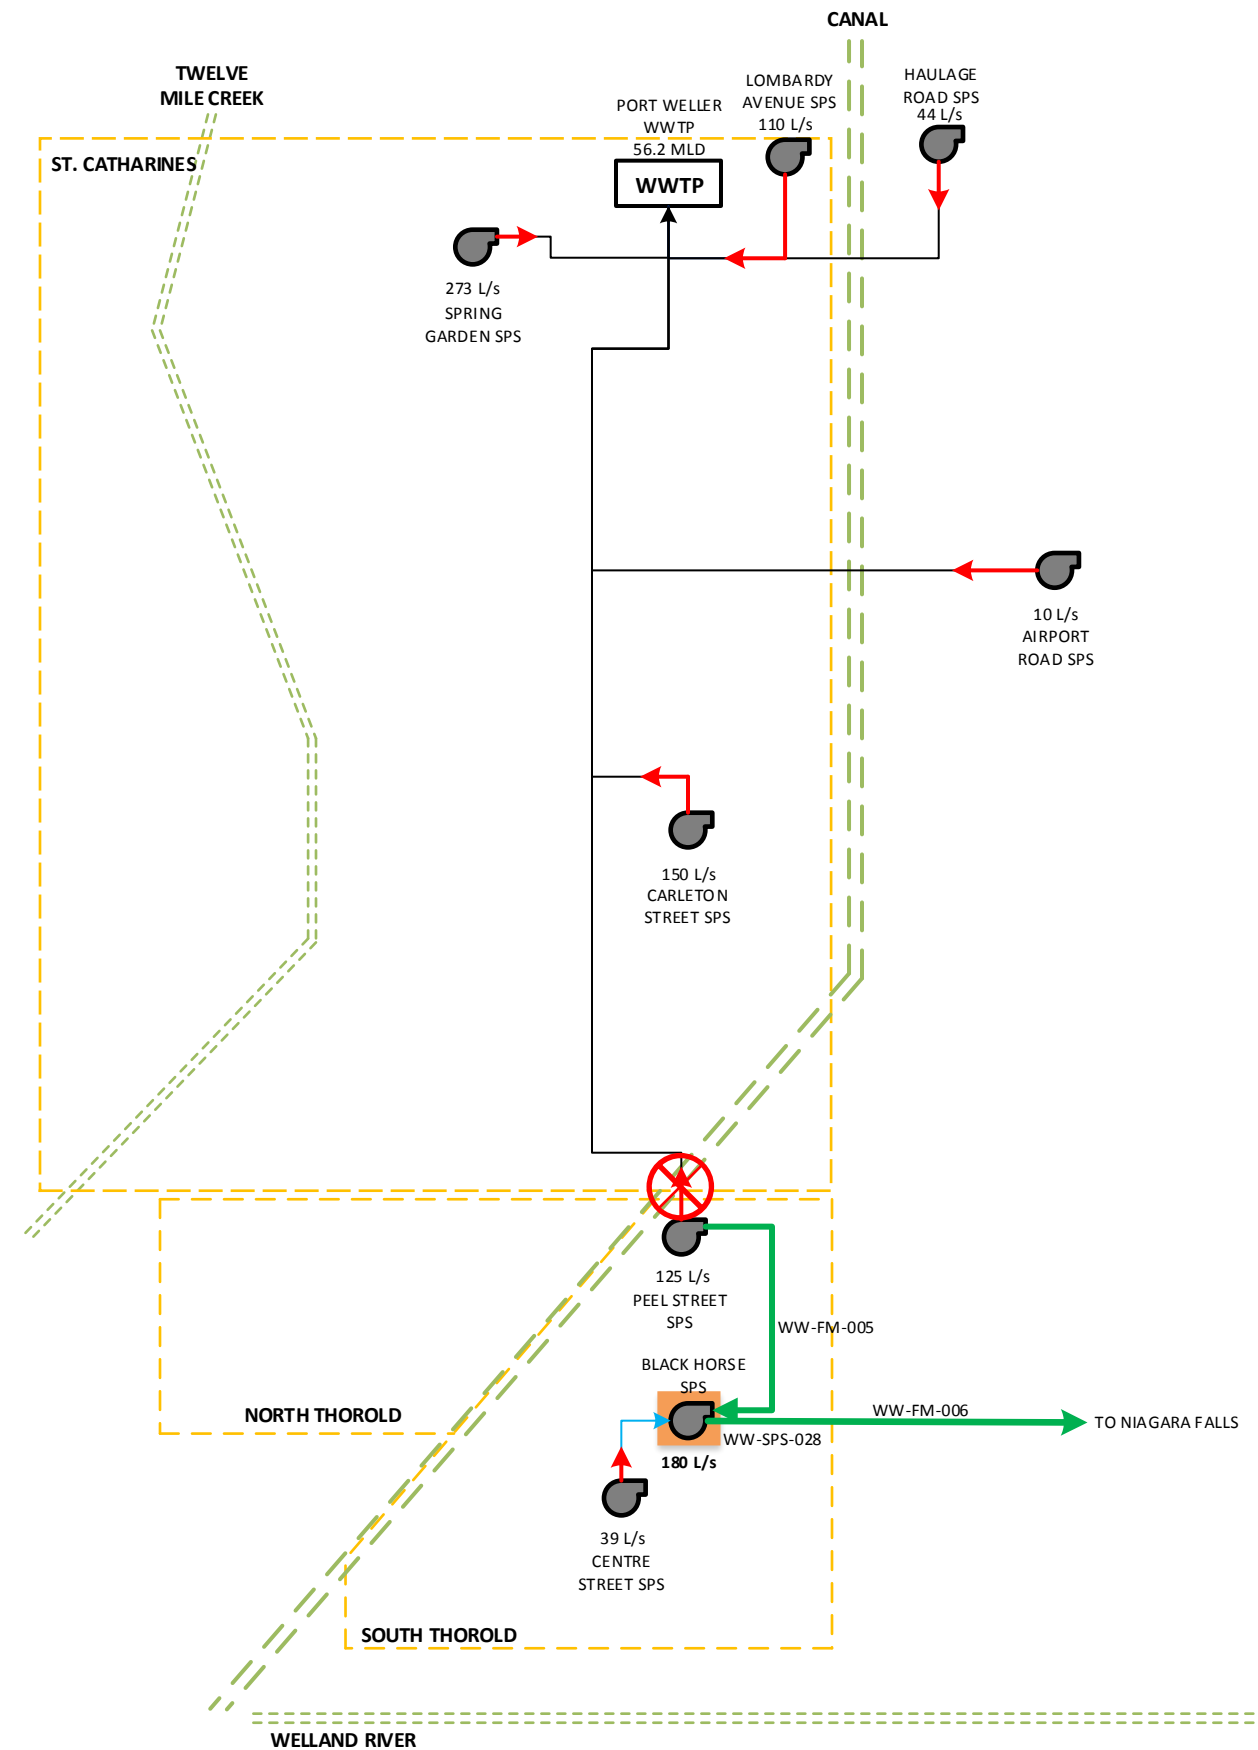 CANAL
TWELVE
MILE CREEK
LOMBARDY
AVENUE SPS
110 L/s
HAULAGE
ROAD SPS
44 L/s
PORT WELLER
WWTP
56.2 MLD
WWTP
ST. CATHARINES
273 L/s
SPRING
GARDEN SPS
10 L/s
AIRPORT
ROAD SPS
150 L/s
CARLETON
STREET SPS
125 L/s
PEEL STREET
SPS
WW-FM-005
BLACK HORSE
SPS
WW-FM-006
TO NIAGARA FALLS
WW-SPS-028
180 L/s
NORTH THOROLD
39 L/s
CENTRE
STREET SPS
SOUTH THOROLD
WELLAND RIVER